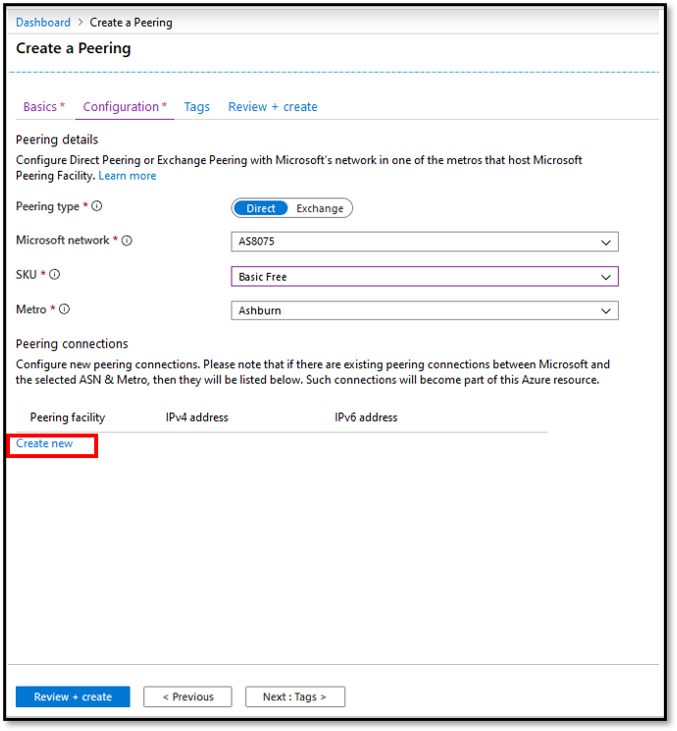 Dashboard > Create a Peering
Create a Peering
Basics * Configuration * Tags Review + create
Peering details
Configure Direct Peering or Exchange Peering with Microsoft's network in one of the metros that host Microsoft
Peering Facility. Learn more
Peering type * Direct Exchange
Microsoft network * AS8075
SKU * Basic Free
Metro * Ashburn
Peering connections
Configure new peering connections. Please note that if there are existing peering connections between Microsoft and
the selected ASN & Metro, then they will be listed below. Such connections will become part of this Azure resource.
Peering facility IPv4 address IPv6 address
Create new
Review + create < Previous Next : Tags >